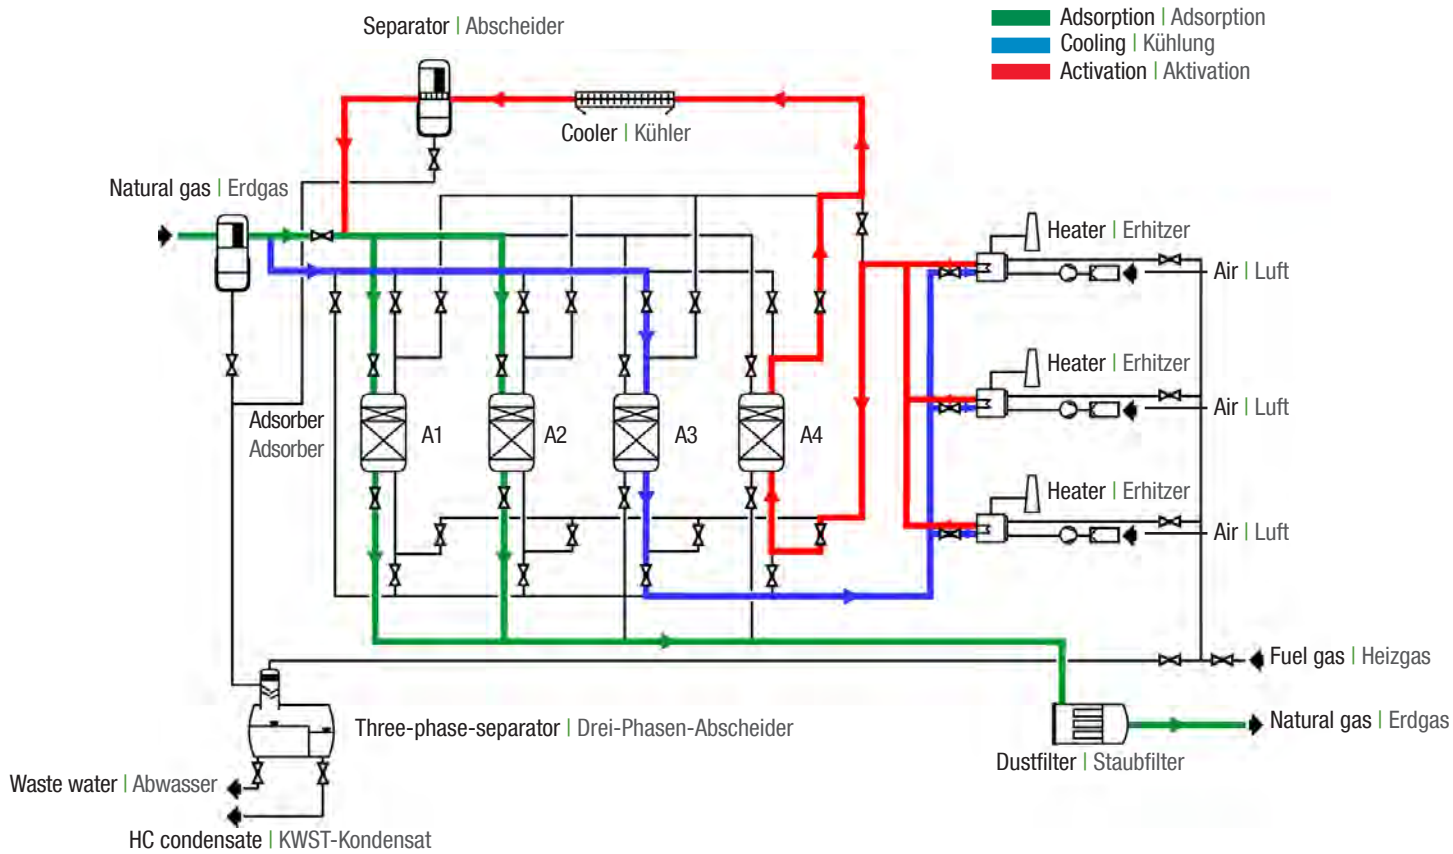 Separator | Abscheider
Adsorption | Adsorption
Cooling | Kühlung
Activation | Aktivation
Cooler | Kühler
Natural gas | Erdgas
Heater | Erhitzer
Air | Luft
Heater | Erhitzer
Air | Luft
Adsorber
Adsorber
A1
A2
A3
A4
Heater | Erhitzer
Air | Luft
Fuel gas | Heizgas
Three-phase-separator | Drei-Phasen-Abscheider
Natural gas | Erdgas
Dustfilter | Staubfilter
Waste water | Abwasser
HC condensate | KWST-Kondensat